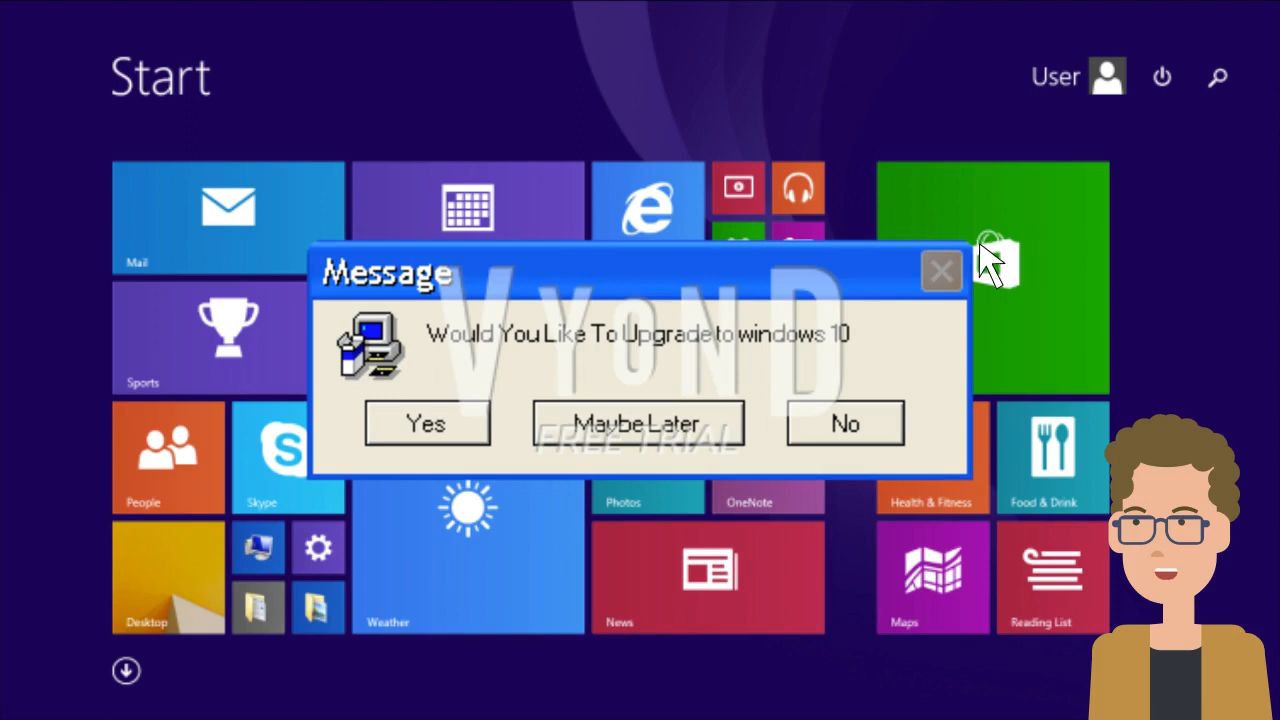 Start
User
Mail
Message
Would You Like To Upgrade to windows 10
Yes
Maybe Later
No
VYOND
FREE TRIAL
Sports
People
Skype
Photos
OneNote
Health & Fitness
Food & Drink
Desktop
Weather
News
Maps
Reading List